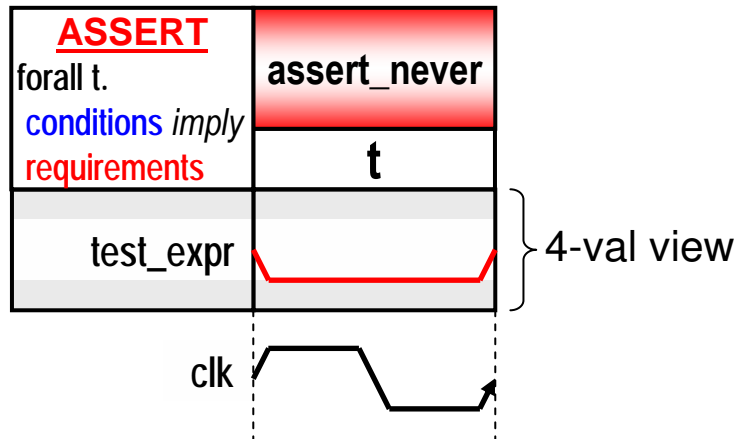 ASSERT
forall t.
conditions imply
requirements
assert_never
t
test_expr
4-val view
clk